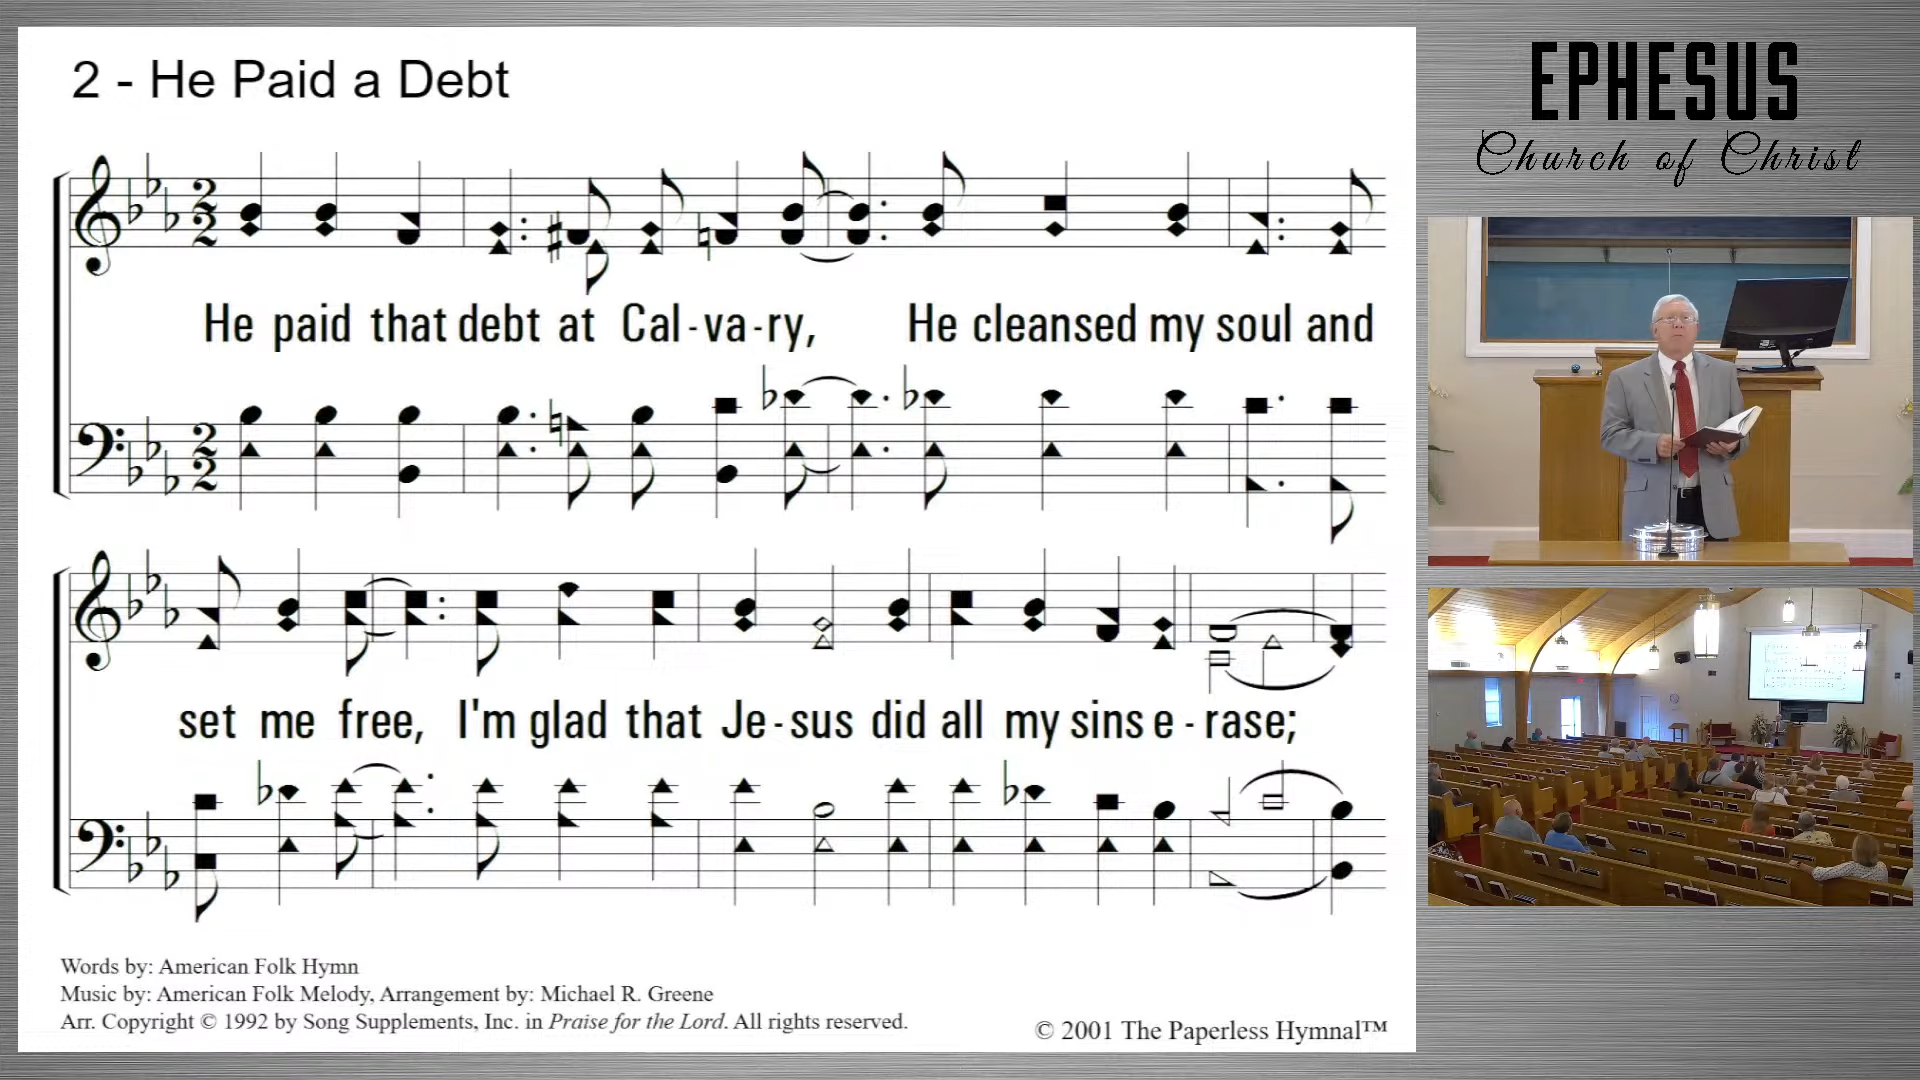 2 - He Paid a Debt
He paid that debt at Cal-va-ry, He cleansed my soul and
set me free, I'm glad that Je-sus did all my sins e-rase;
Words by: American Folk Hymn
Music by: American Folk Melody, Arrangement by: Michael R. Greene
Arr. Copyright © 1992 by Song Supplements, Inc. in Praise for the Lord. All rights reserved.
© 2001 The Paperless Hymnal™
EPHESUS
Church of Christ